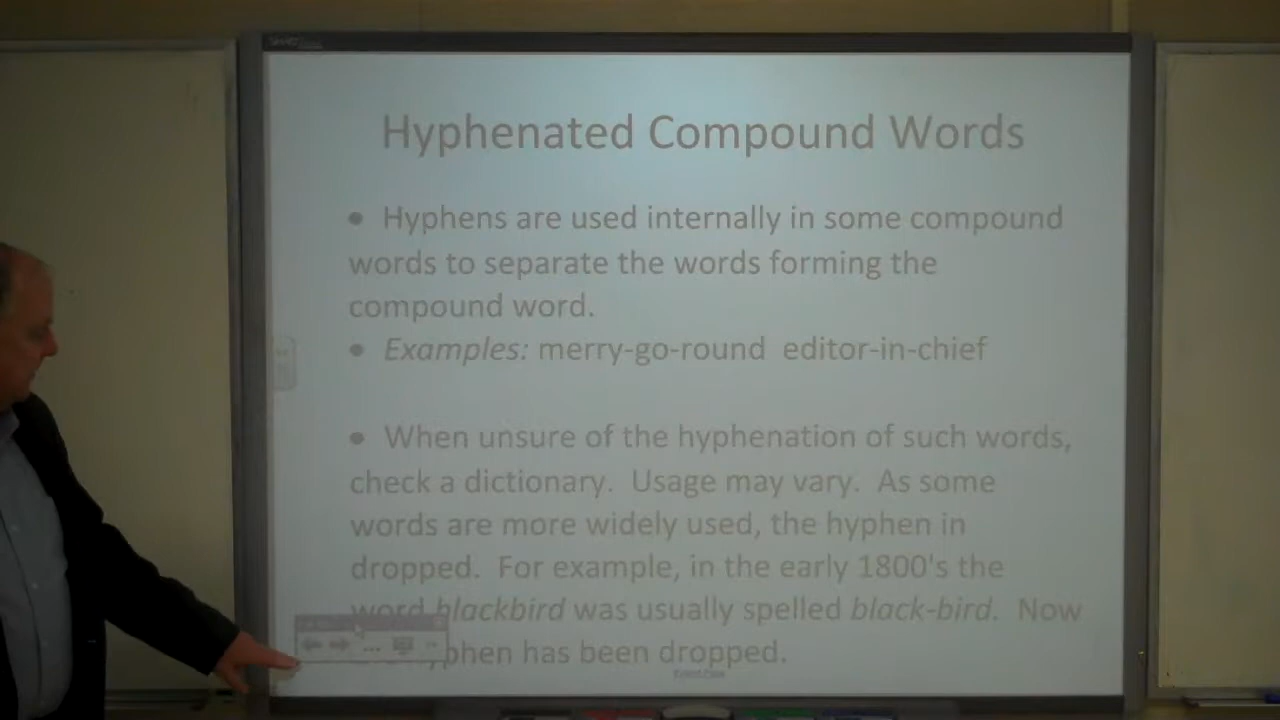 Hyphenated Compound Words
• Hyphens are used internally in some compound
words to separate the words forming the
compound word.
• Examples: merry-go-round editor-in-chief
• When unsure of the hyphenation of such words,
check a dictionary. Usage may vary. As some
words are more widely used, the hyphen in
dropped. For example, in the early 1800's the
word blackbird was usually spelled black-bird. Now
phen has been dropped.